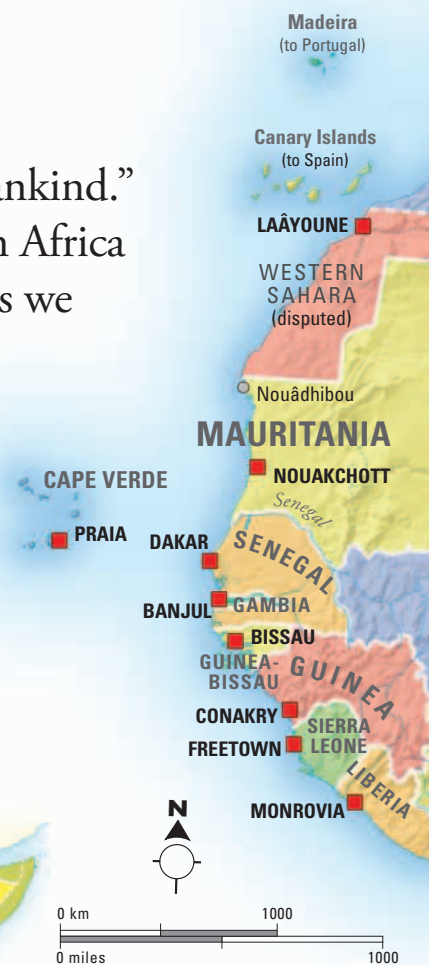 Madeira
(to Portugal)
ankind.”
n Africa
s we
Canary Islands
(to Spain)
LAÂYOUNE
WESTERN
SAHARA
(disputed)
Nouâdhibou
MAURITANIA
NOUAKCHOTT
Senegal
CAPE VERDE
PRAIA
DAKAR
SENEGAL
BANJUL
GAMBIA
BISSAU
GUINEA-
BISSAU
GUINEA
CONAKRY
SIERRA
LEONE
FREETOWN
LIBERIA
MONROVIA
N
0 km 1000
0 miles 1000